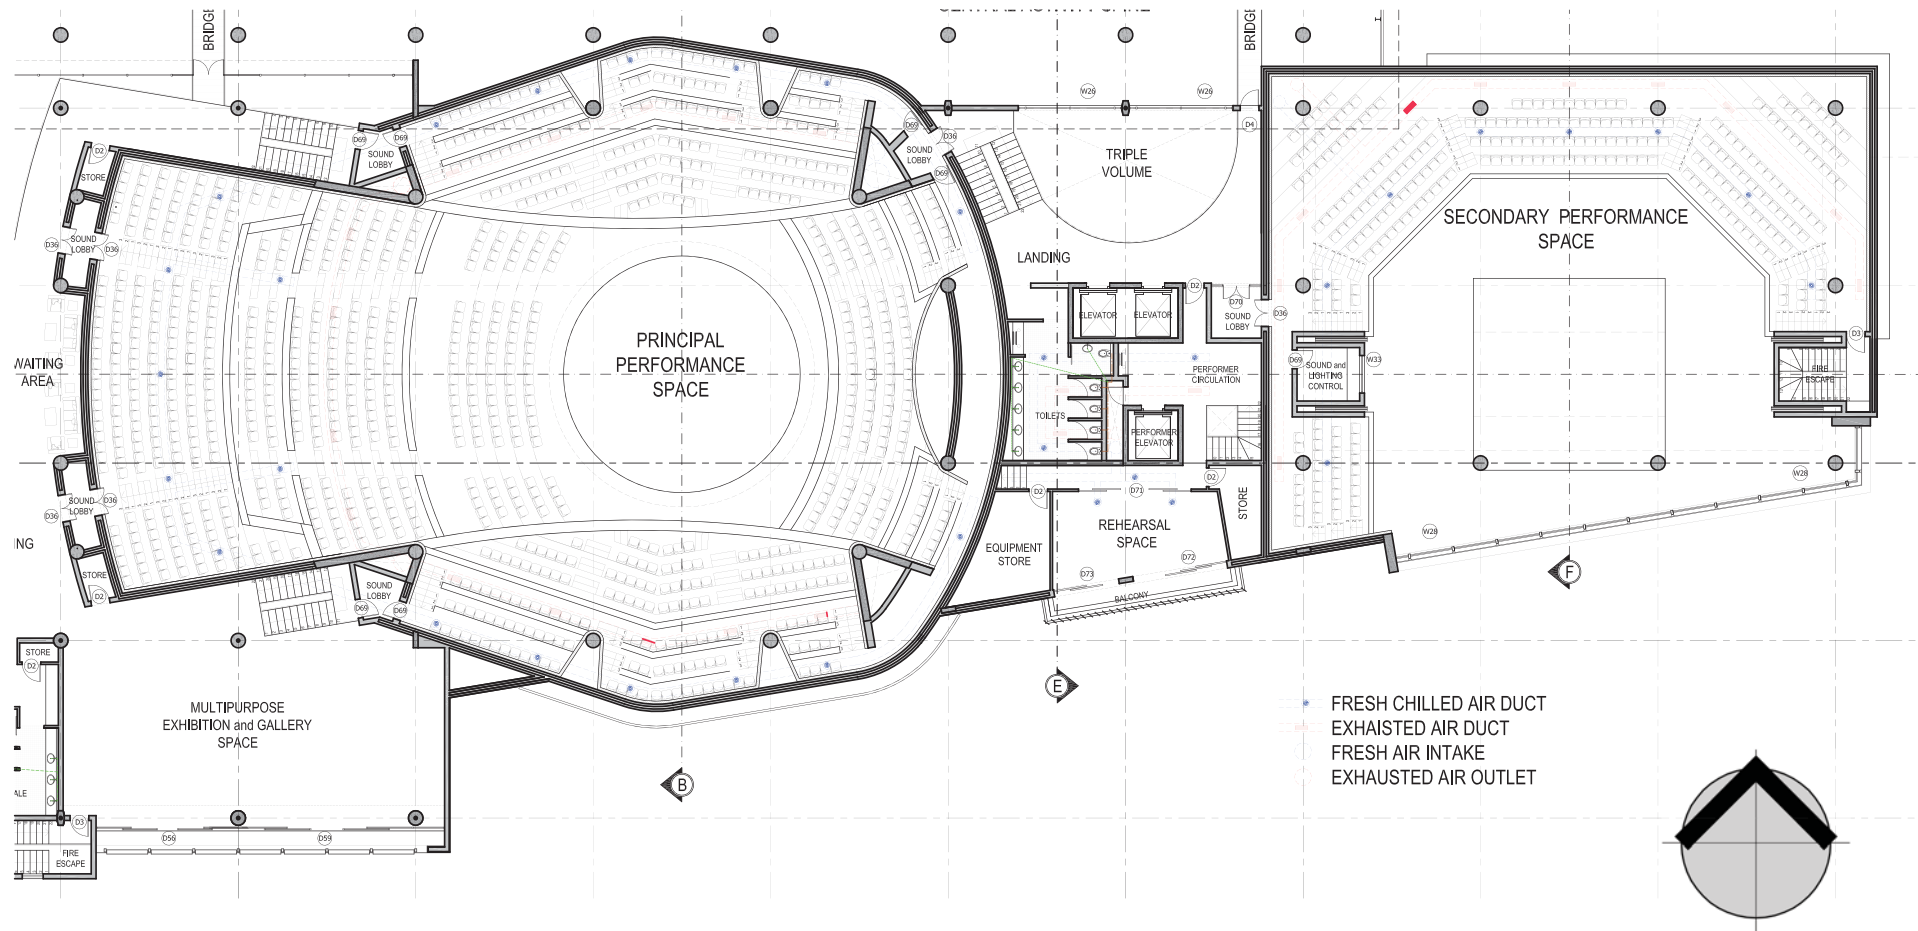 BRIDGE
BRIDGE
W26
W26
D4
D69
D69
SOUND
LOBBY
D69
D36
SOUND
LOBBY
D69
TRIPLE
VOLUME
D2
STORE
SOUND
LOBBY
D36
D36
SECONDARY PERFORMANCE
SPACE
LANDING
D2
D70
SOUND
LOBBY
D36
ELEVATOR
ELEVATOR
PRINCIPAL
PERFORMANCE
SPACE
WAITING
AREA
PERFORMER
CIRCULATION
D69
SOUND and
LIGHTING
CONTROL
W33
D3
FIRE
ESCAPE
TOILETS
PERFORMER
ELEVATOR
SOUND
LOBBY
D36
D36
D2
D71
D2
STORE
W28
W28
REHEARSAL
SPACE
EQUIPMENT
STORE
D72
D73
BALCONY
ING
STORE
D2
SOUND
LOBBY
D69
D69
F
STORE
D2
E
B
MULTIPURPOSE
EXHIBITION and GALLERY
SPACE
ALE
D3
D56
D59
FIRE
ESCAPE
FRESH CHILLED AIR DUCT
EXHAISTED AIR DUCT
FRESH AIR INTAKE
EXHAUSTED AIR OUTLET